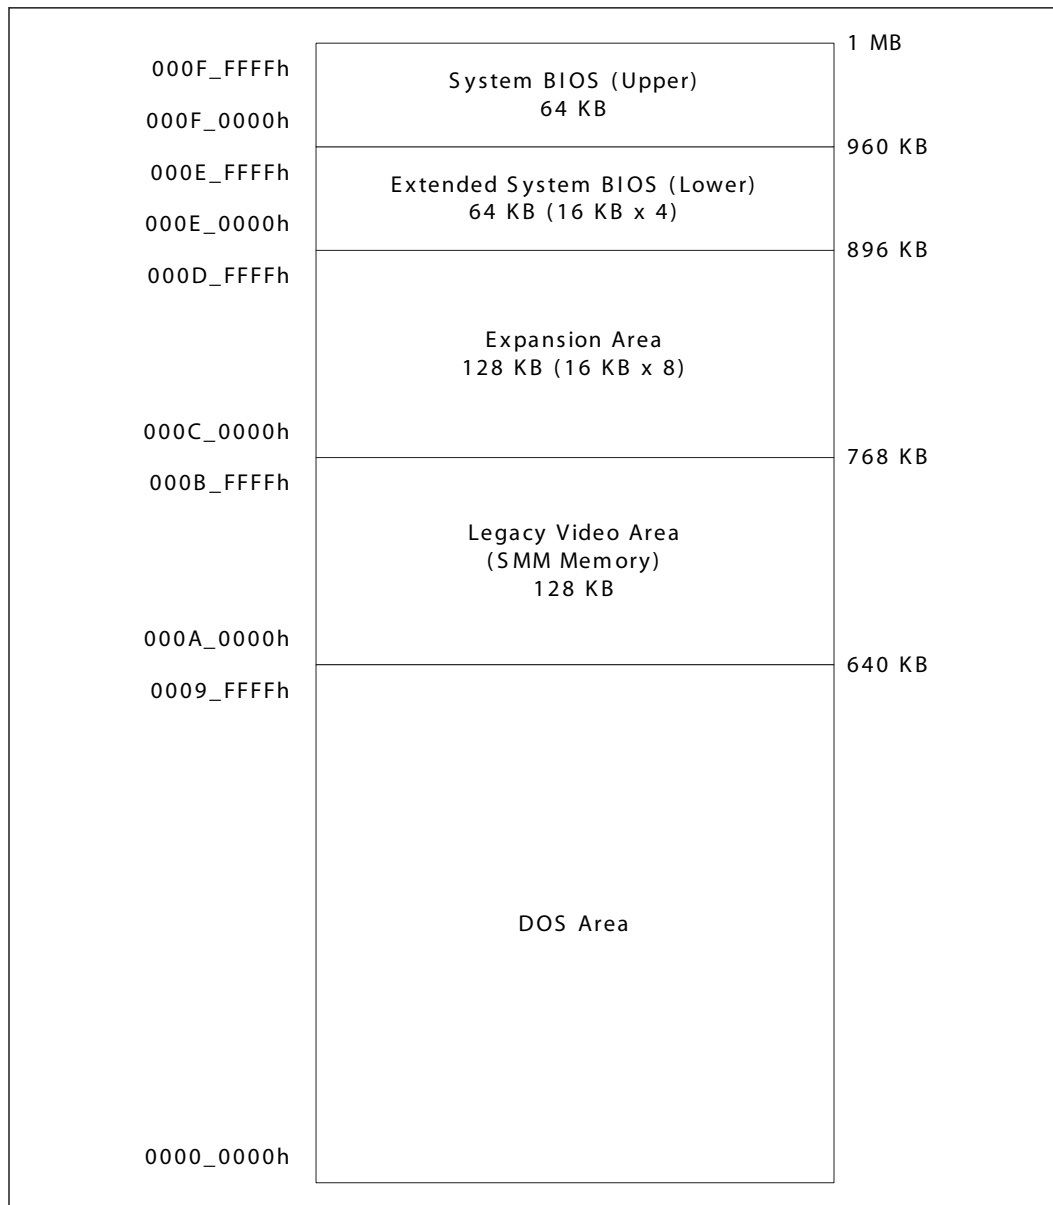 1 MB
000F_FFFFh
System BIOS (Upper)
64 KB
000F_0000h
960 KB
000E_FFFFh
Extended System BIOS (Lower)
64 KB (16 KB x 4)
000E_0000h
896 KB
000D_FFFFh
Expansion Area
128 KB (16 KB x 8)
000C_0000h
768 KB
000B_FFFFh
Legacy Video Area
(SMM Memory)
128 KB
000A_0000h
640 KB
0009_FFFFh
DOS Area
0000_0000h